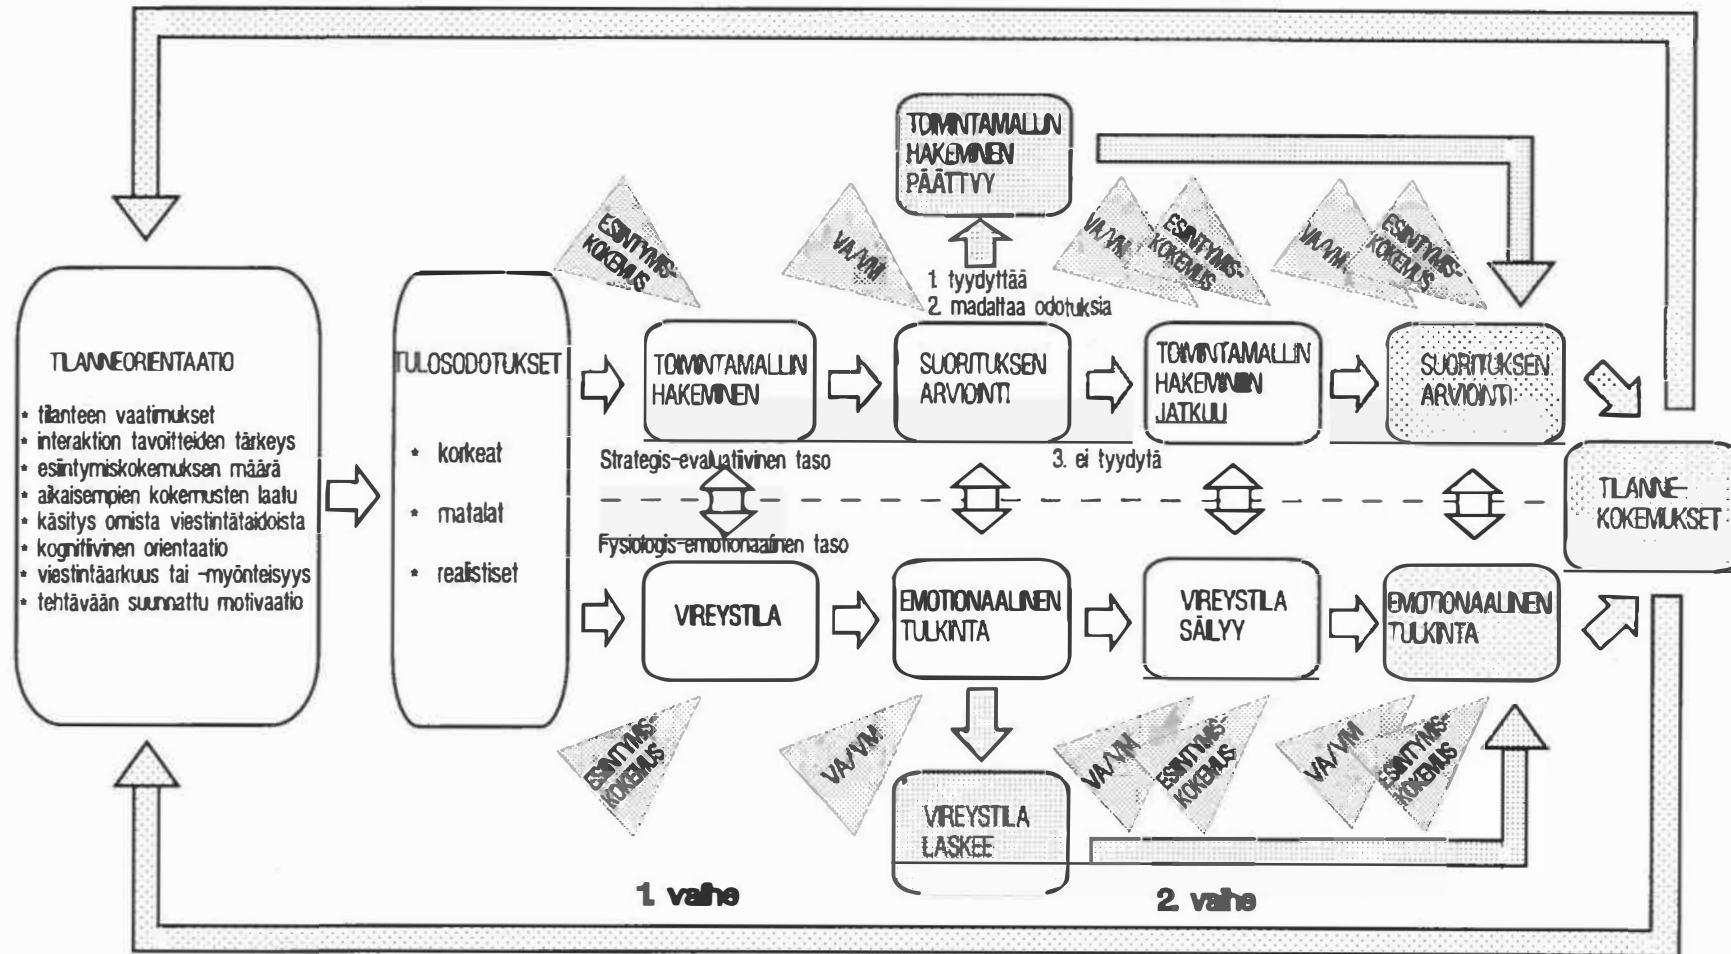 TOIMINTAMALLIN
HAKEMINEN
PÄÄTTYY
ESIINTYMIS-
KOKEMUS
VA/VM
VA/VM
ESIINTYMIS-
KOKEMUS
VA/VM
ESIINTYMIS-
KOKEMUS
1. tyydyttää
2. madaltaa odotuksia
TILANNEORIENTAATIO
* tilanteen vaatimukset
* interaktion tavoitteiden tärkeys
* esiintymiskokemuksen määrä
* aikaisempien kokemusten laatu
* käsitys omista viestintätaidoista
* kognitiivinen orientaatio
* viestintäarkuus tai -myönteisyys
* tehtävään suunnattu motivaatio
TULOSODOTUKSET
* korkeat
* matalat
* realistiset
TOIMINTAMALLIN
HAKEMINEN
SUORITUKSEN
ARVIOINTI
TOIMINTAMALLIN
HAKEMINEN
JATKUU
SUORITUKSEN
ARVIOINTI
Strategis-evaluatiivinen taso
3. ei tyydytä
Fysiologis-emotionaalinen taso
TILANNE-
KOKEMUKSET
VIREYSTILA
EMOTIONAALINEN
TULKINTA
VIREYSTILA
SÄILYY
EMOTIONAALINEN
TULKINTA
ESIINTYMIS-
KOKEMUS
VA/VM
VA/VM
ESIINTYMIS-
KOKEMUS
VA/VM
ESIINTYMIS-
KOKEMUS
VIREYSTILA
LASKEE
1. vaihe
2. vaihe